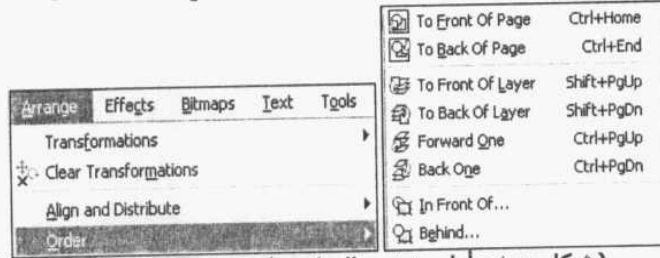 To Front Of Page Ctrl+Home
To Back Of Page Ctrl+End
To Front Of Layer Shift+PgUp
To Back Of Layer Shift+PgDn
Forward One Ctrl+PgUp
Back One Ctrl+PgDn
In Front Of...
Behind...
Arrange Effects Bitmaps Text Tools
Transformations
Clear Transformations
Align and Distribute
Order